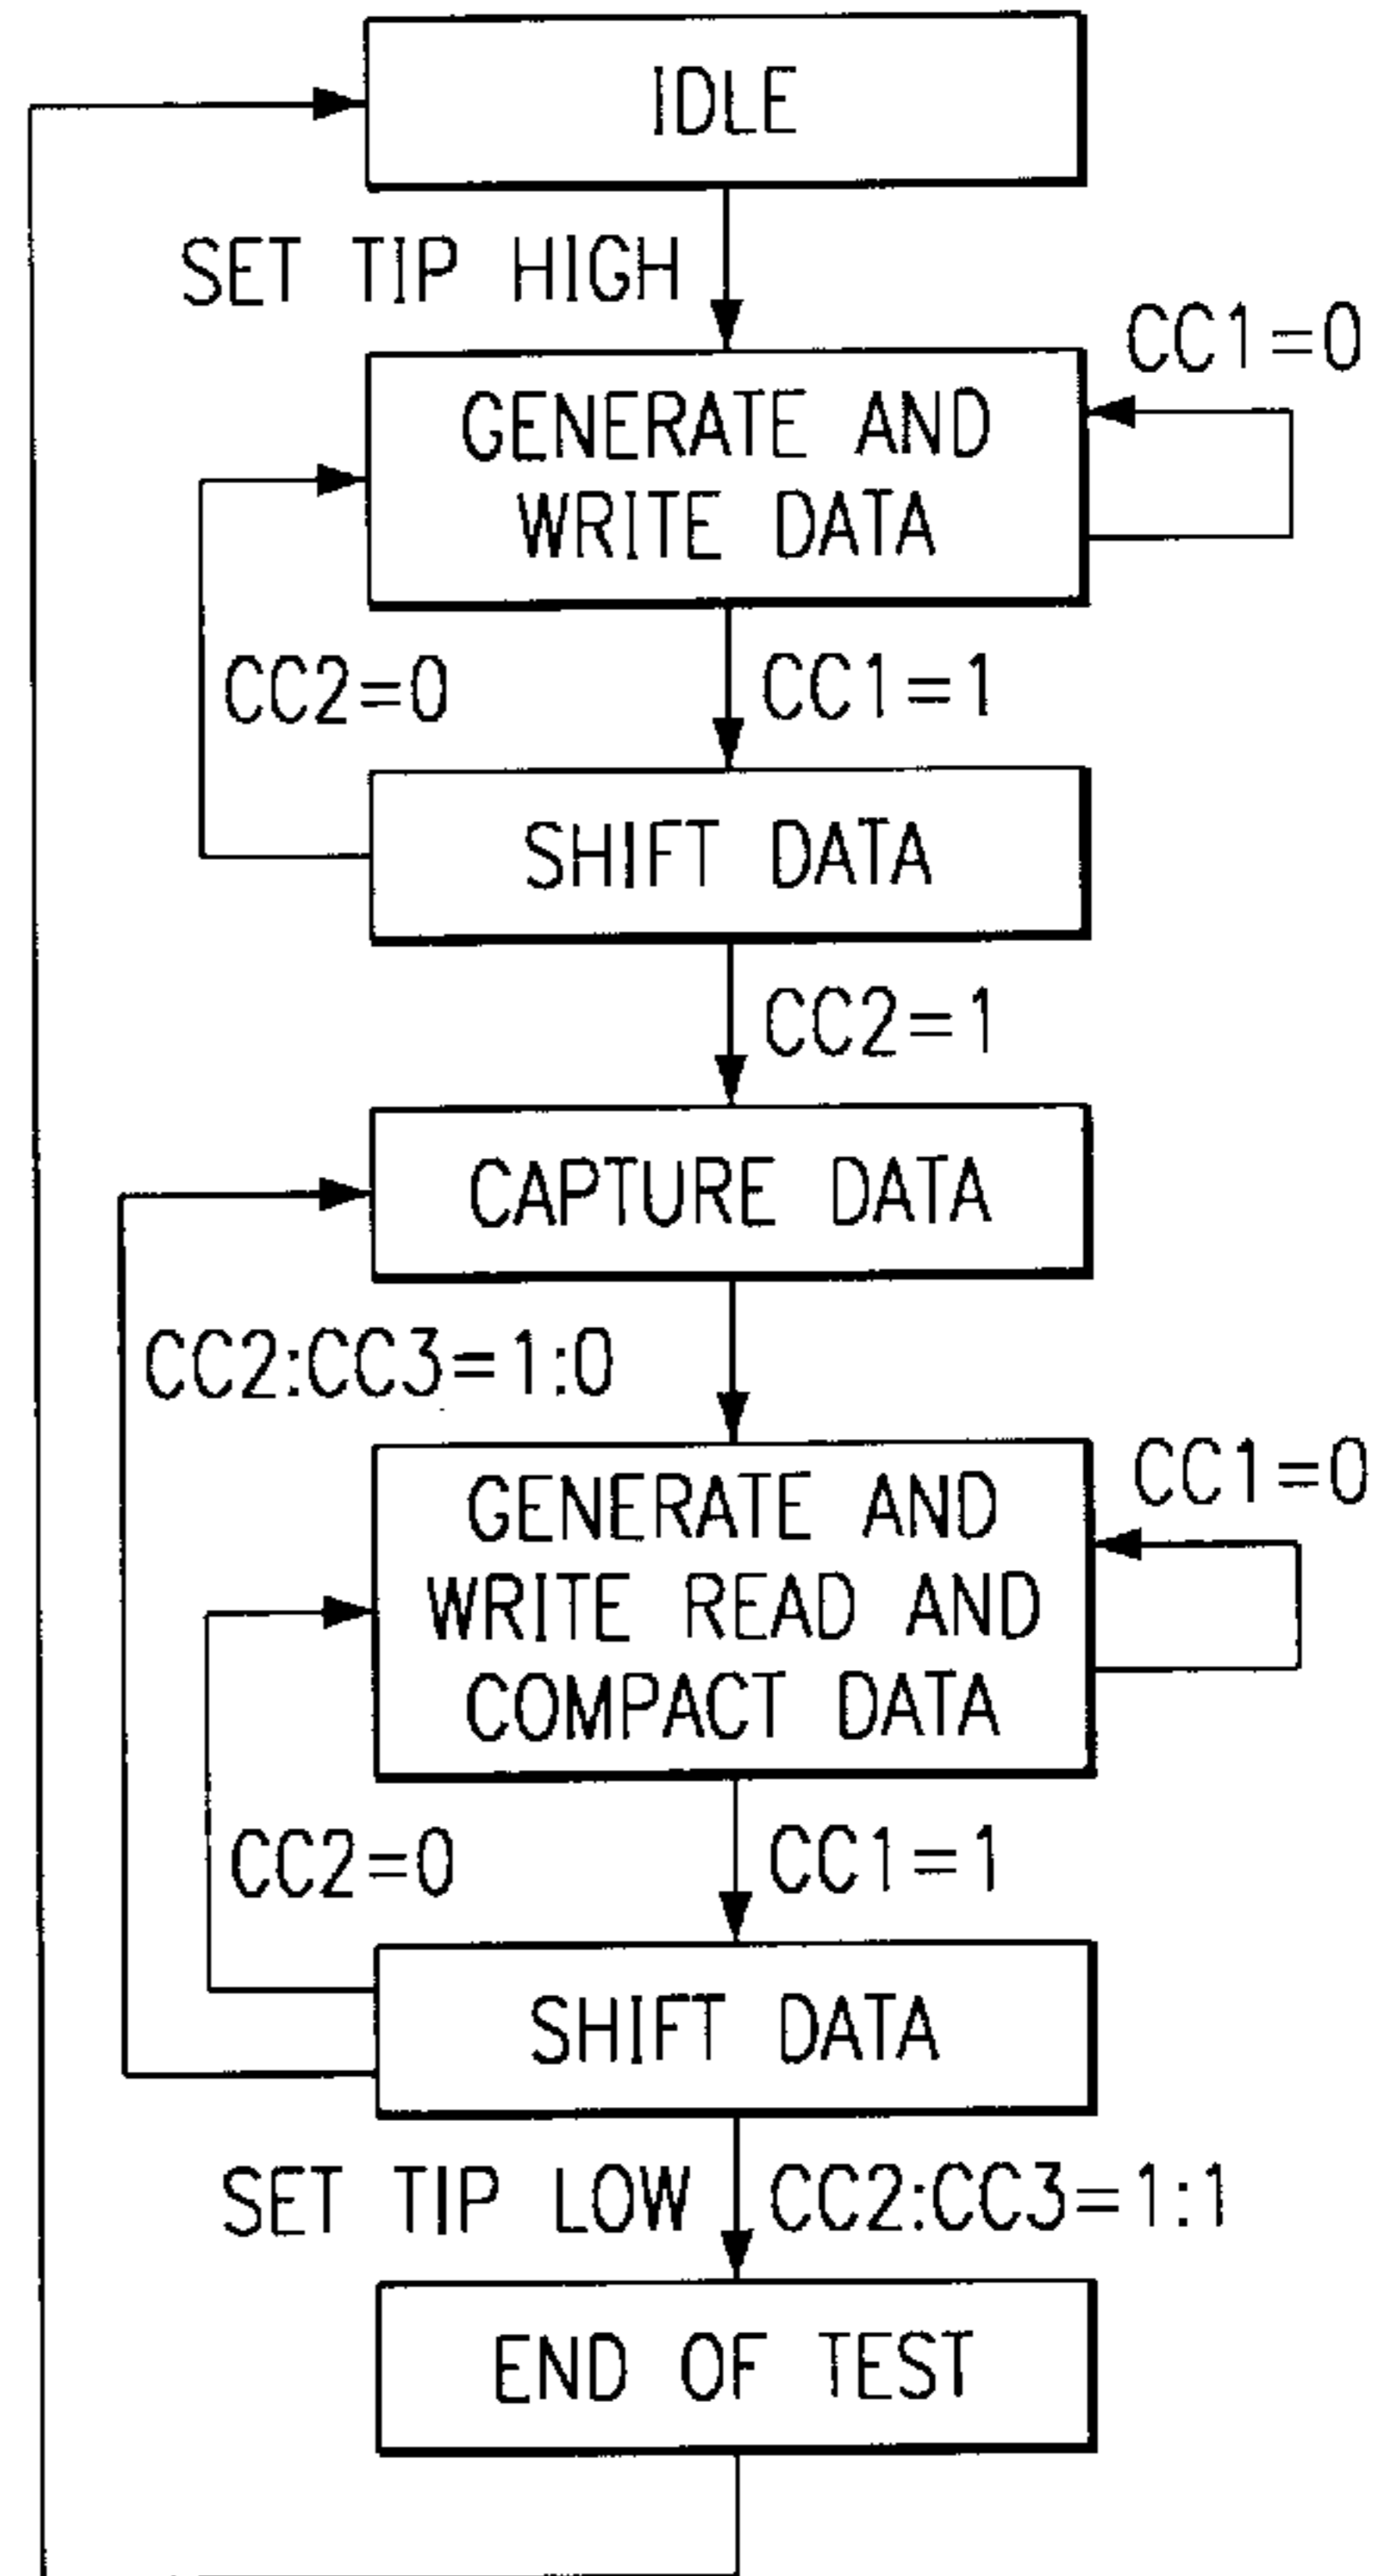 IDLE
SET TIP HIGH
CC1=0
GENERATE AND
WRITE DATA
CC2=0
CC1=1
SHIFT DATA
CC2=1
CAPTURE DATA
CC2:CC3=1:0
GENERATE AND
CC1=0
WRITE READ AND
COMPACT DATA
CC2=0
CC1=1
SHIFT DATA
SET TIP LOW
CC2:CC3=1:1
END OF TEST